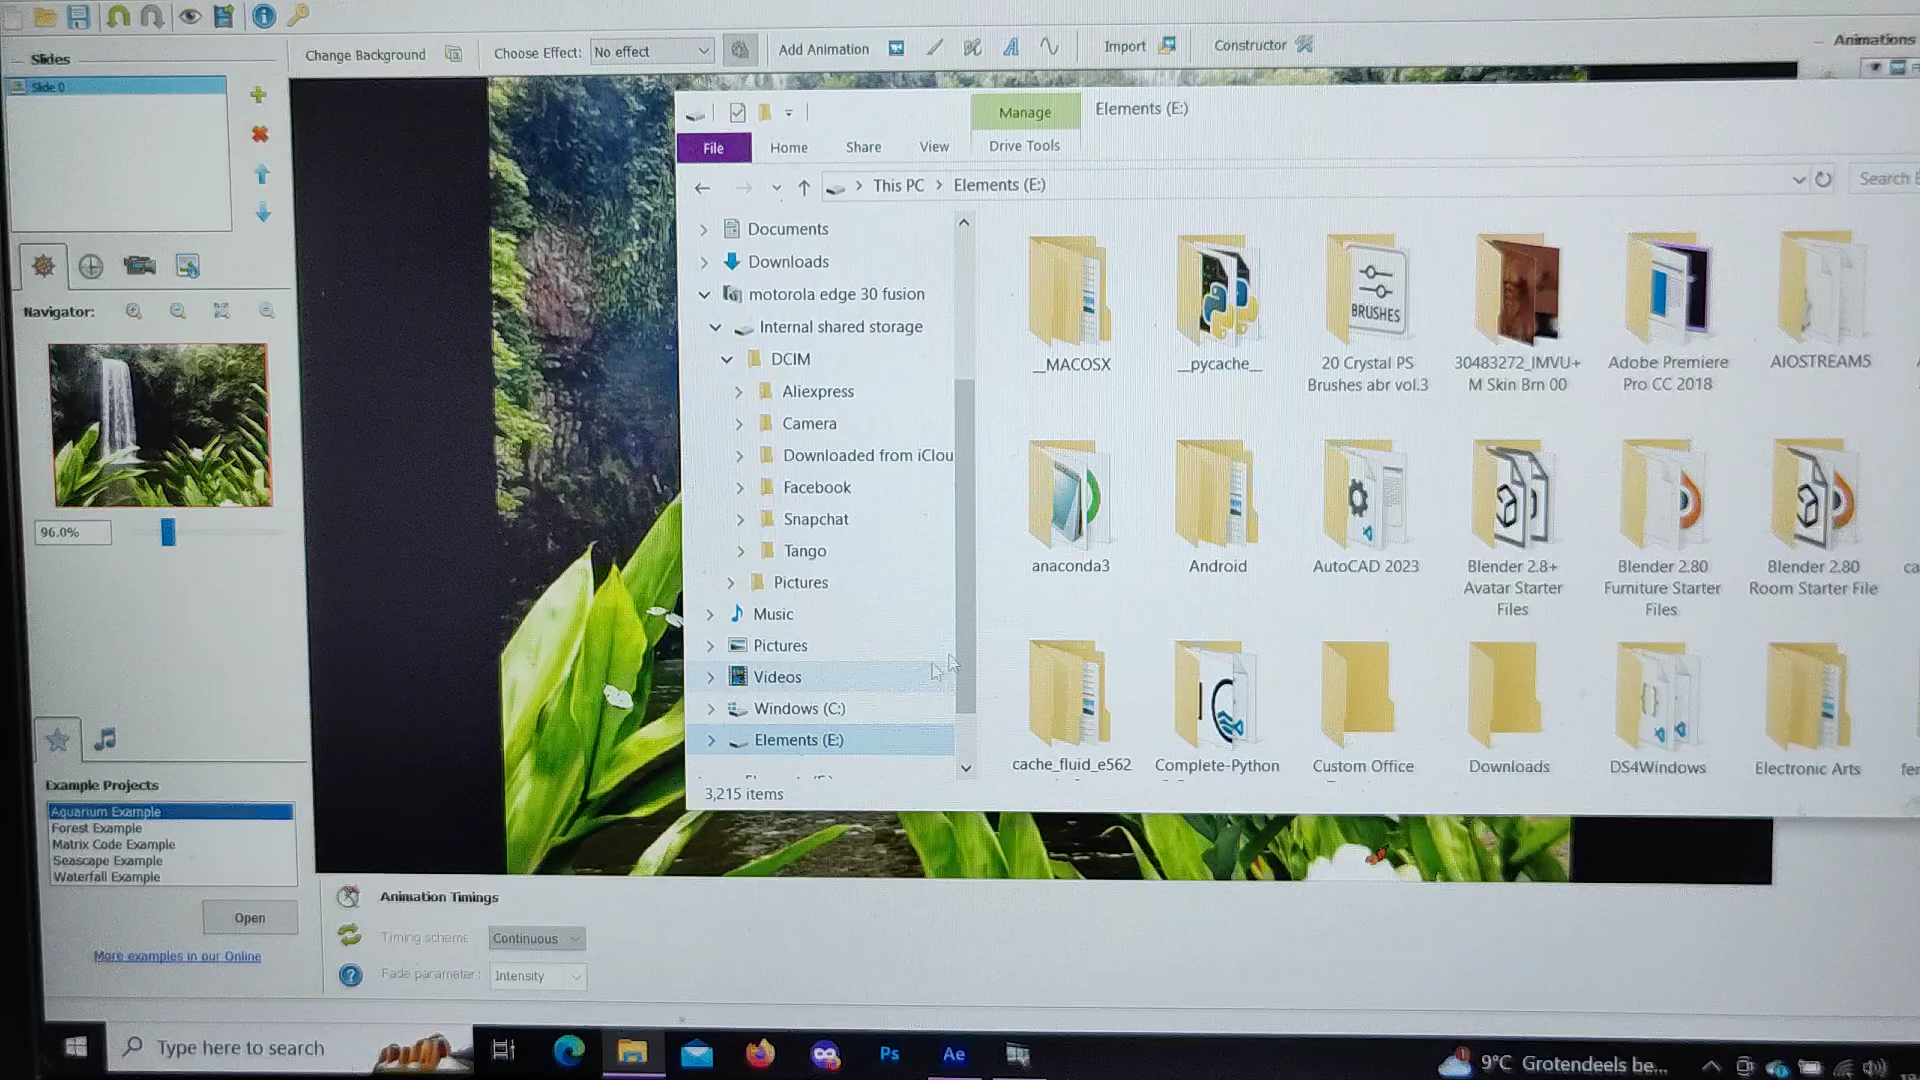 Slides
Change Background
Choose Effect:
No effect
Add Animation
Import
Constructor
Animations
Slide 0
Manage
Elements (E:)
File
Home
Share
View
Drive Tools
This PC
Elements (E:)
Search
Documents
Downloads
motorola edge 30 fusion
Internal shared storage
DCIM
Aliexpress
Camera
Downloaded from iClou
Facebook
Snapchat
Tango
Pictures
Music
Pictures
Videos
Windows (C:)
Elements (E:)
3,215 items
__MACOSX
__pycache__
BRUSHES
20 Crystal PS
Brushes abr vol.3
30483272_IMVU+
M Skin Brn 00
Adobe Premiere
Pro CC 2018
AIOSTREAM5
anaconda3
Android
AutoCAD 2023
Blender 2.8+
Avatar Starter
Files
Blender 2.80
Furniture Starter
Files
Blender 2.80
Room Starter File
ca
cache_fluid_e562
Complete-Python
Custom Office
Downloads
DS4Windows
Electronic Arts
Navigator:
96.0%
Example Projects
Aquarium Example
Forest Example
Matrix Code Example
Seascape Example
Waterfall Example
Open
More examples in our Online
Animation Timings
Timing scheme
Continuous
Fade parameter:
Intensity
Type here to search
Ps
Ae
1
9°C Grotendeels be...